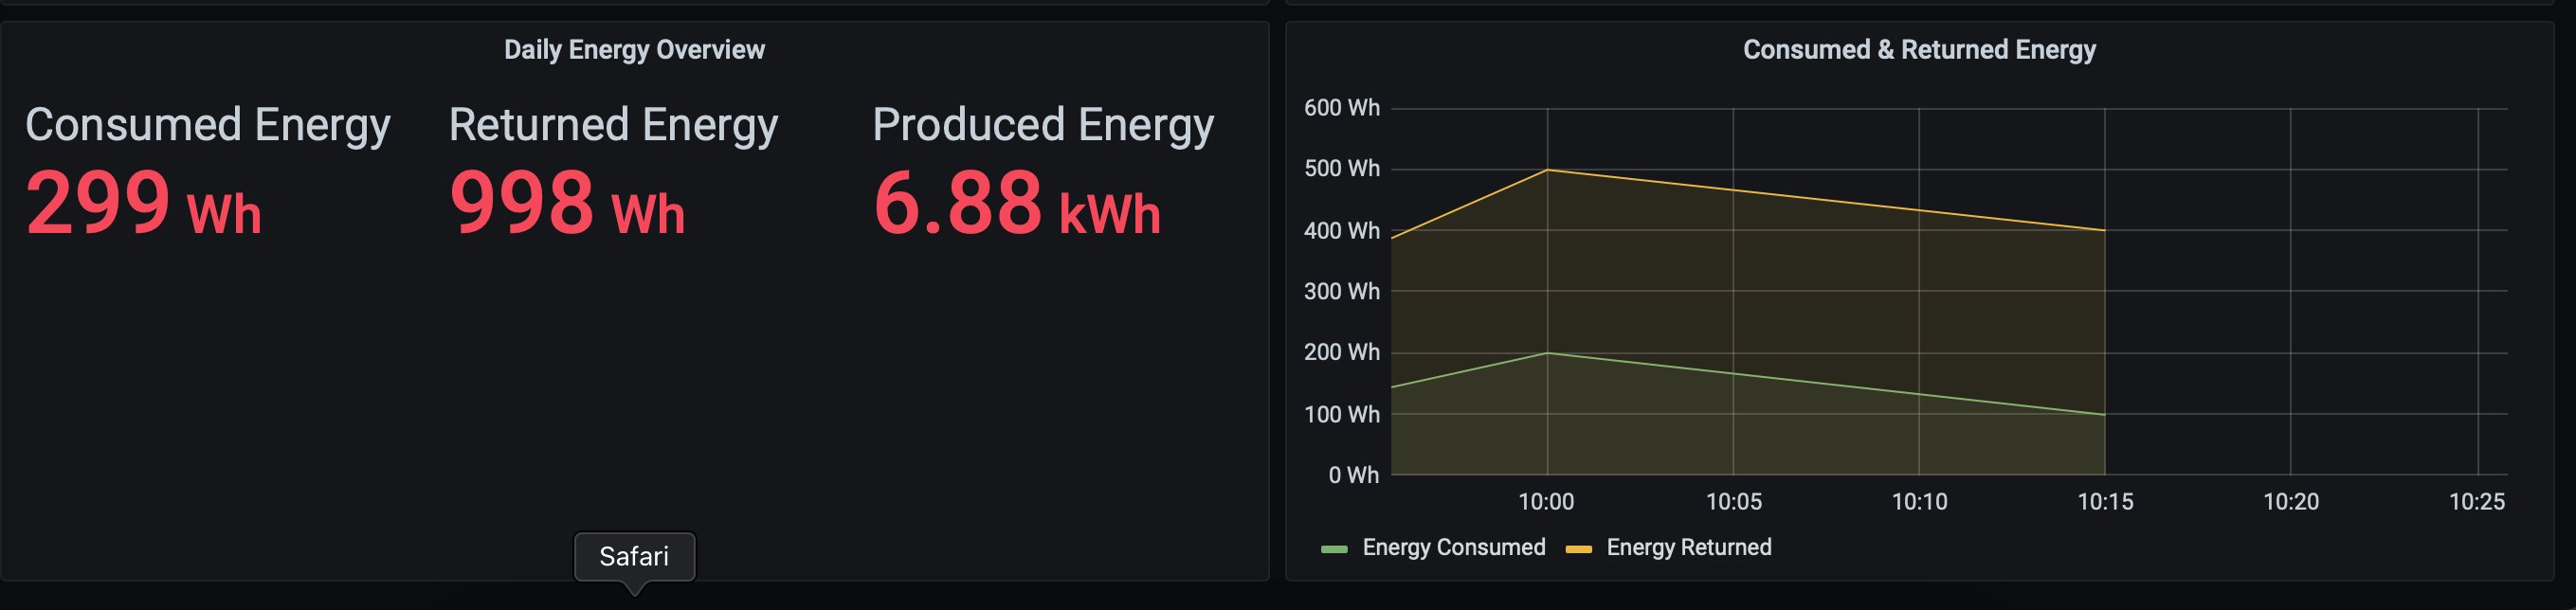 Daily Energy Overview
Consumed Energy
299 Wh
Returned Energy
998 Wh
Produced Energy
6.88 kWh
Safari
Consumed & Returned Energy
600 Wh
500 Wh
400 Wh
300 Wh
200 Wh
100 Wh
0 Wh
10:00 10:05 10:10 10:15 10:20 10:25
Energy Consumed Energy Returned